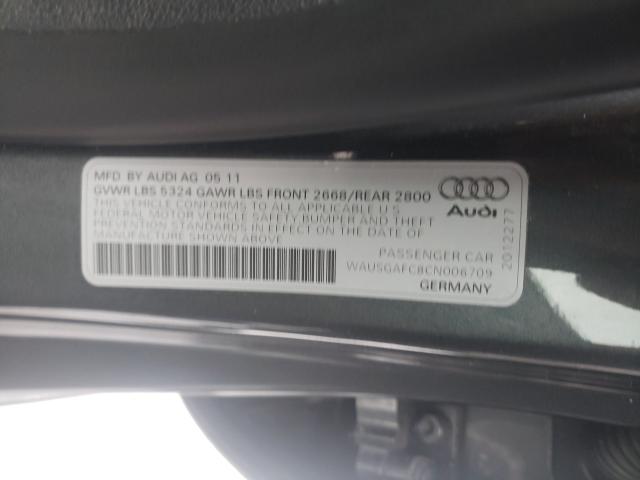 MFD BY AUDI AG 05 11
GVWR LBS 5324 GAWR LBS FRONT 2668/REAR 2800
THIS VEHICLE CONFORMS TO ALL APPLICABLE U S
FEDERAL MOTOR VEHICLE SAFETY BUMPER AND THEFT
PREVENTION STANDARDS IN EFFECT ON THE DATE OF
MANUFACTURE SHOWN ABOVE
PASSENGER CAR
WAUSGAFC8CN006709
GERMANY
Audi
2012277